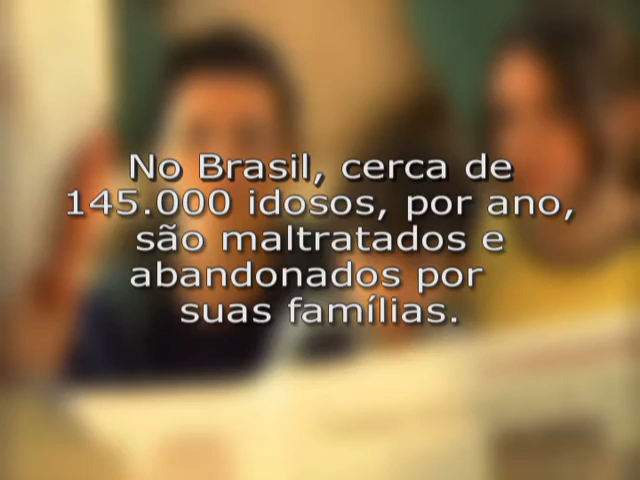 No Brasil, cerca de
145.000 idosos, por ano,
são maltratados e
abandonados por
suas famílias.